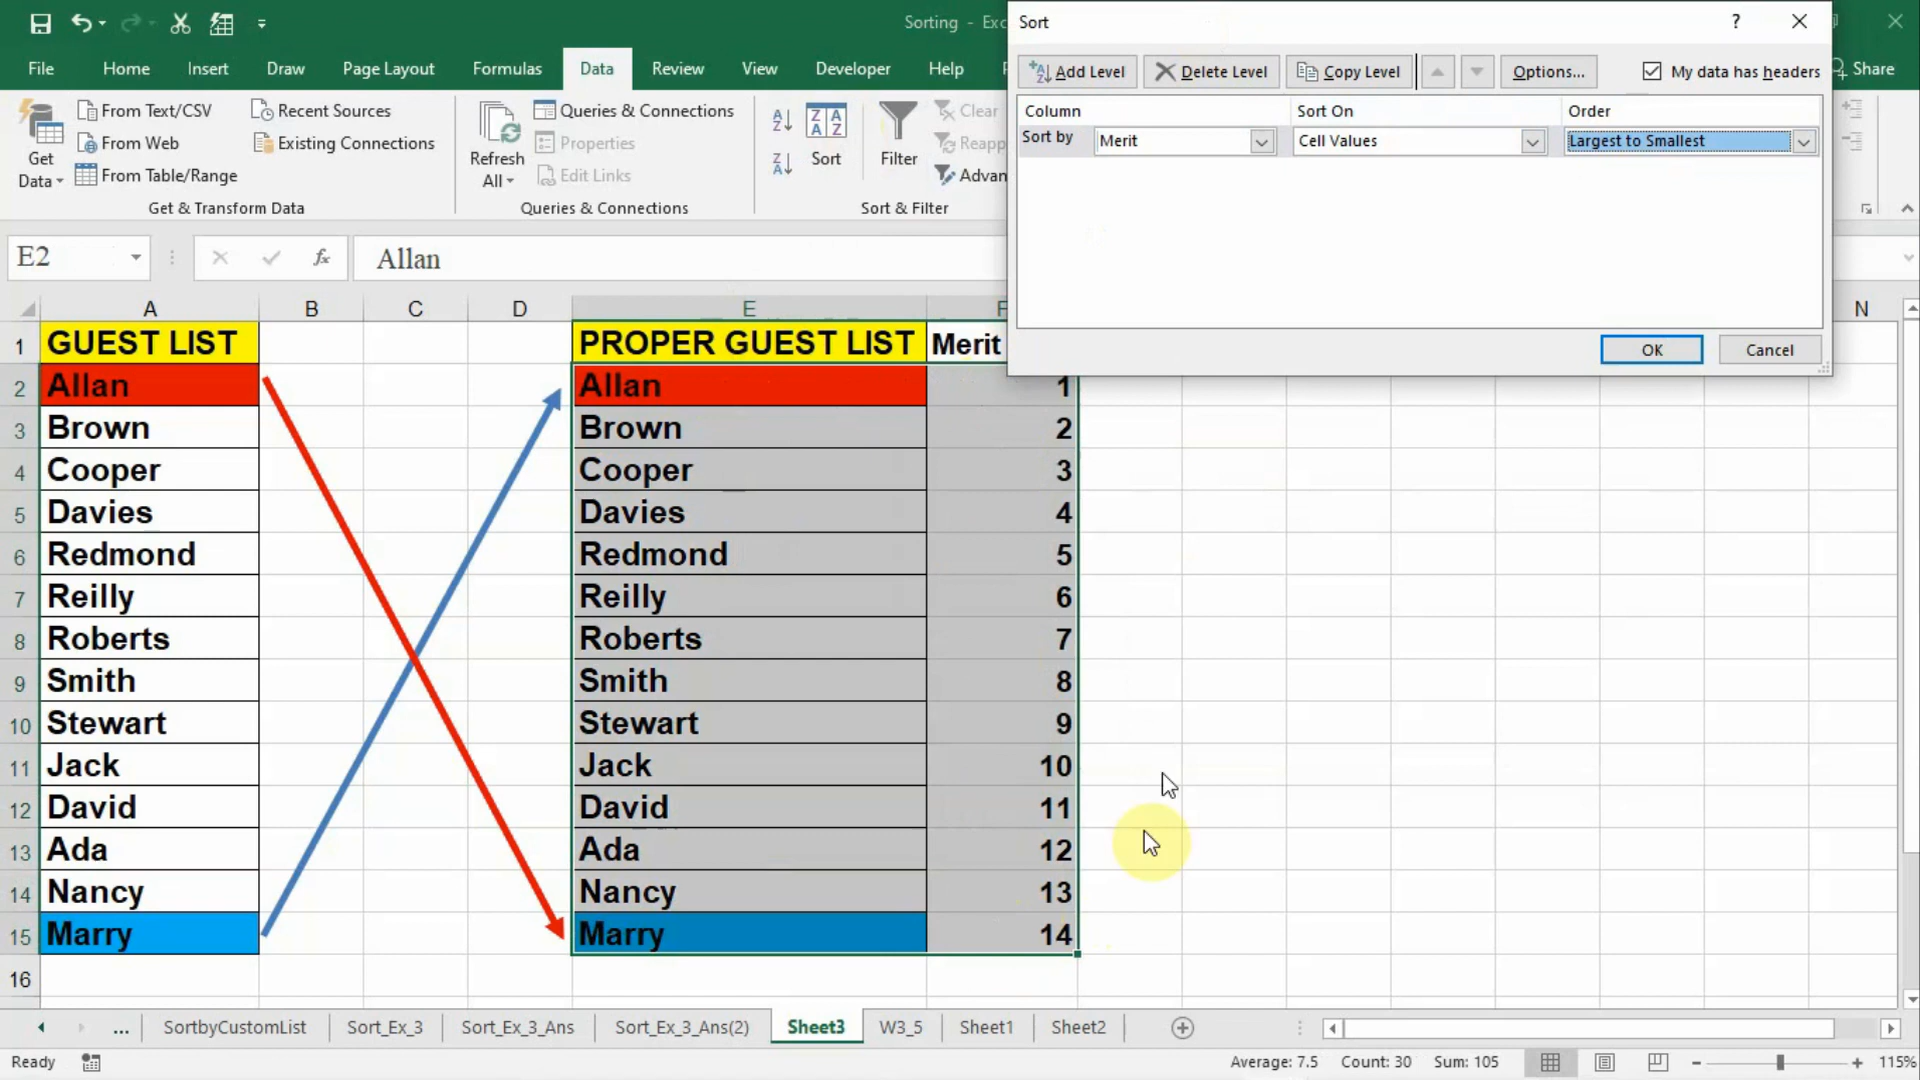 Sorting - Exc
Sort
?
File Home Insert Draw Page Layout Formulas Data Review View Developer Help Share
Add Level Delete Level Copy Level Options... My data has headers
Column Sort On Order
Sort by Merit Cell Values Largest to Smallest
OK Cancel
Get Data
From Text/CSV
From Web
From Table/Range
Recent Sources
Existing Connections
Get & Transform Data
Refresh All
Queries & Connections
Properties
Edit Links
Queries & Connections
Sort
Filter
Clear
Reapp
Advan
Sort & Filter
E2 fx Allan
A B C D E F N
1 GUEST LIST PROPER GUEST LIST Merit
2 Allan Allan 1
3 Brown Brown 2
4 Cooper Cooper 3
5 Davies Davies 4
6 Redmond Redmond 5
7 Reilly Reilly 6
8 Roberts Roberts 7
9 Smith Smith 8
10 Stewart Stewart 9
11 Jack Jack 10
12 David David 11
13 Ada Ada 12
14 Nancy Nancy 13
15 Marry Marry 14
16
... SortbyCustomList Sort_Ex_3 Sort_Ex_3_Ans Sort_Ex_3_Ans(2) Sheet3 W3_5 Sheet1 Sheet2
Ready Average: 7.5 Count: 30 Sum: 105 115%